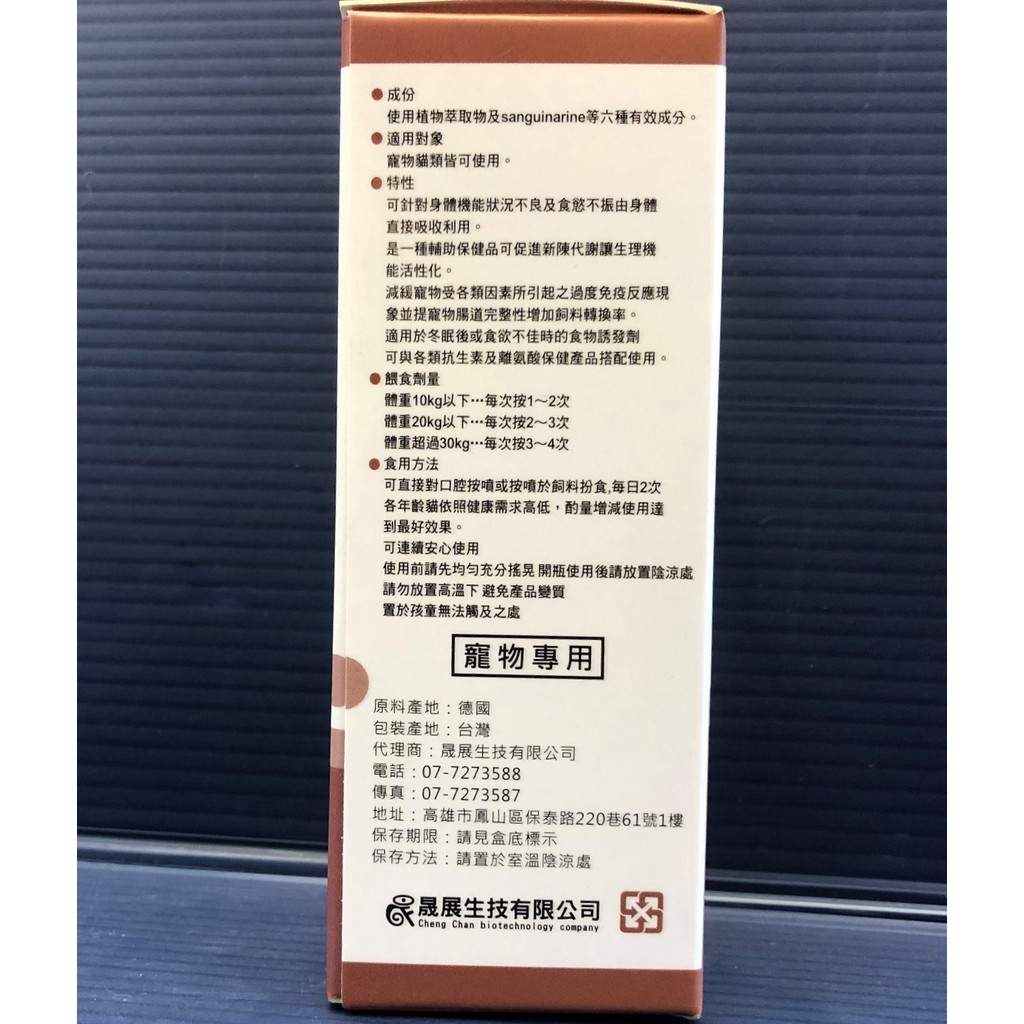 成份
使用植物萃取物及sanguinarine等六種有效成分。
適用對象
寵物貓類皆可使用。
特性
可針對身體機能狀況不良及食慾不振由身體
直接吸收利用。
是一種輔助保健品可促進新陳代謝讓生理機
能活性化。
減緩寵物受各類因素所引起之過度免疫反應現
象並提寵物腸道完整性增加飼料轉換率。
適用於冬眠後或食欲不佳時的食物誘發劑
可與各類抗生素及離氨酸保健產品搭配使用。
餵食劑量
體重10kg以下⋯每次按1～2次
體重20kg以下⋯每次按2～3次
體重超過30kg⋯每次按3～4次
食用方法
可直接對口腔按噴或按噴於飼料扮食,每日2次
各年齡貓依照健康需求高低，酌量增減使用達
到最好效果。
可連續安心使用
使用前請先均勻充分搖晃 開瓶使用後請放置陰涼處
請勿放置高溫下 避免產品變質
置於孩童無法觸及之處
寵物專用
原料產地：德國
包裝產地：台灣
代理商：晟展生技有限公司
電話：07-7273588
傳真：07-7273587
地址：高雄市鳳山區保泰路220巷61號1樓
保存期限：請見盒底標示
保存方法：請置於室溫陰涼處
晟展生技有限公司
Cheng Chan biotechnology company